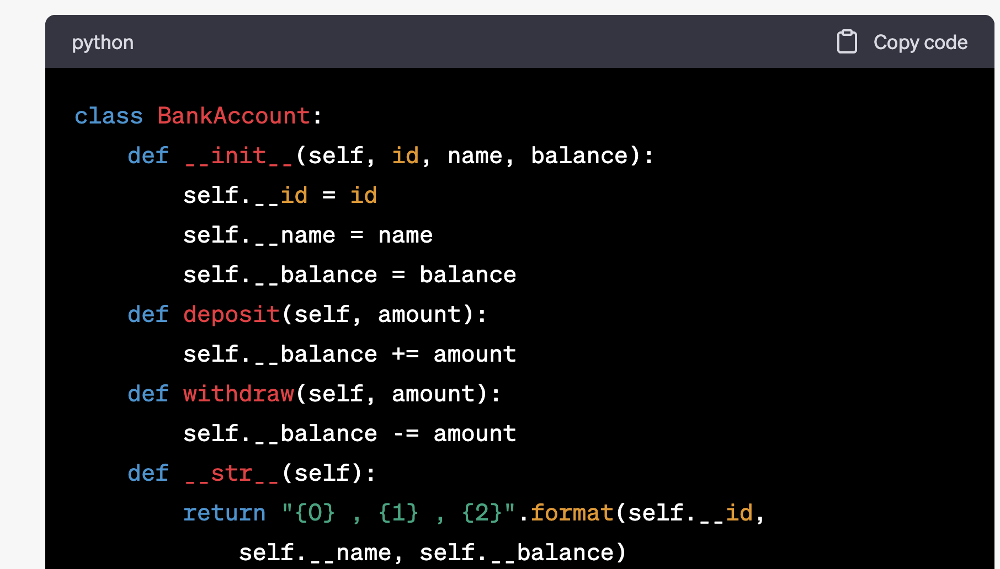 python
Copy code
class BankAccount:
    def __init__(self, id, name, balance):
        self.__id = id
        self.__name = name
        self.__balance = balance
    def deposit(self, amount):
        self.__balance += amount
    def withdraw(self, amount):
        self.__balance -= amount
    def __str__(self):
        return "{0} , {1} , {2}".format(self.__id,
            self.__name, self.__balance)